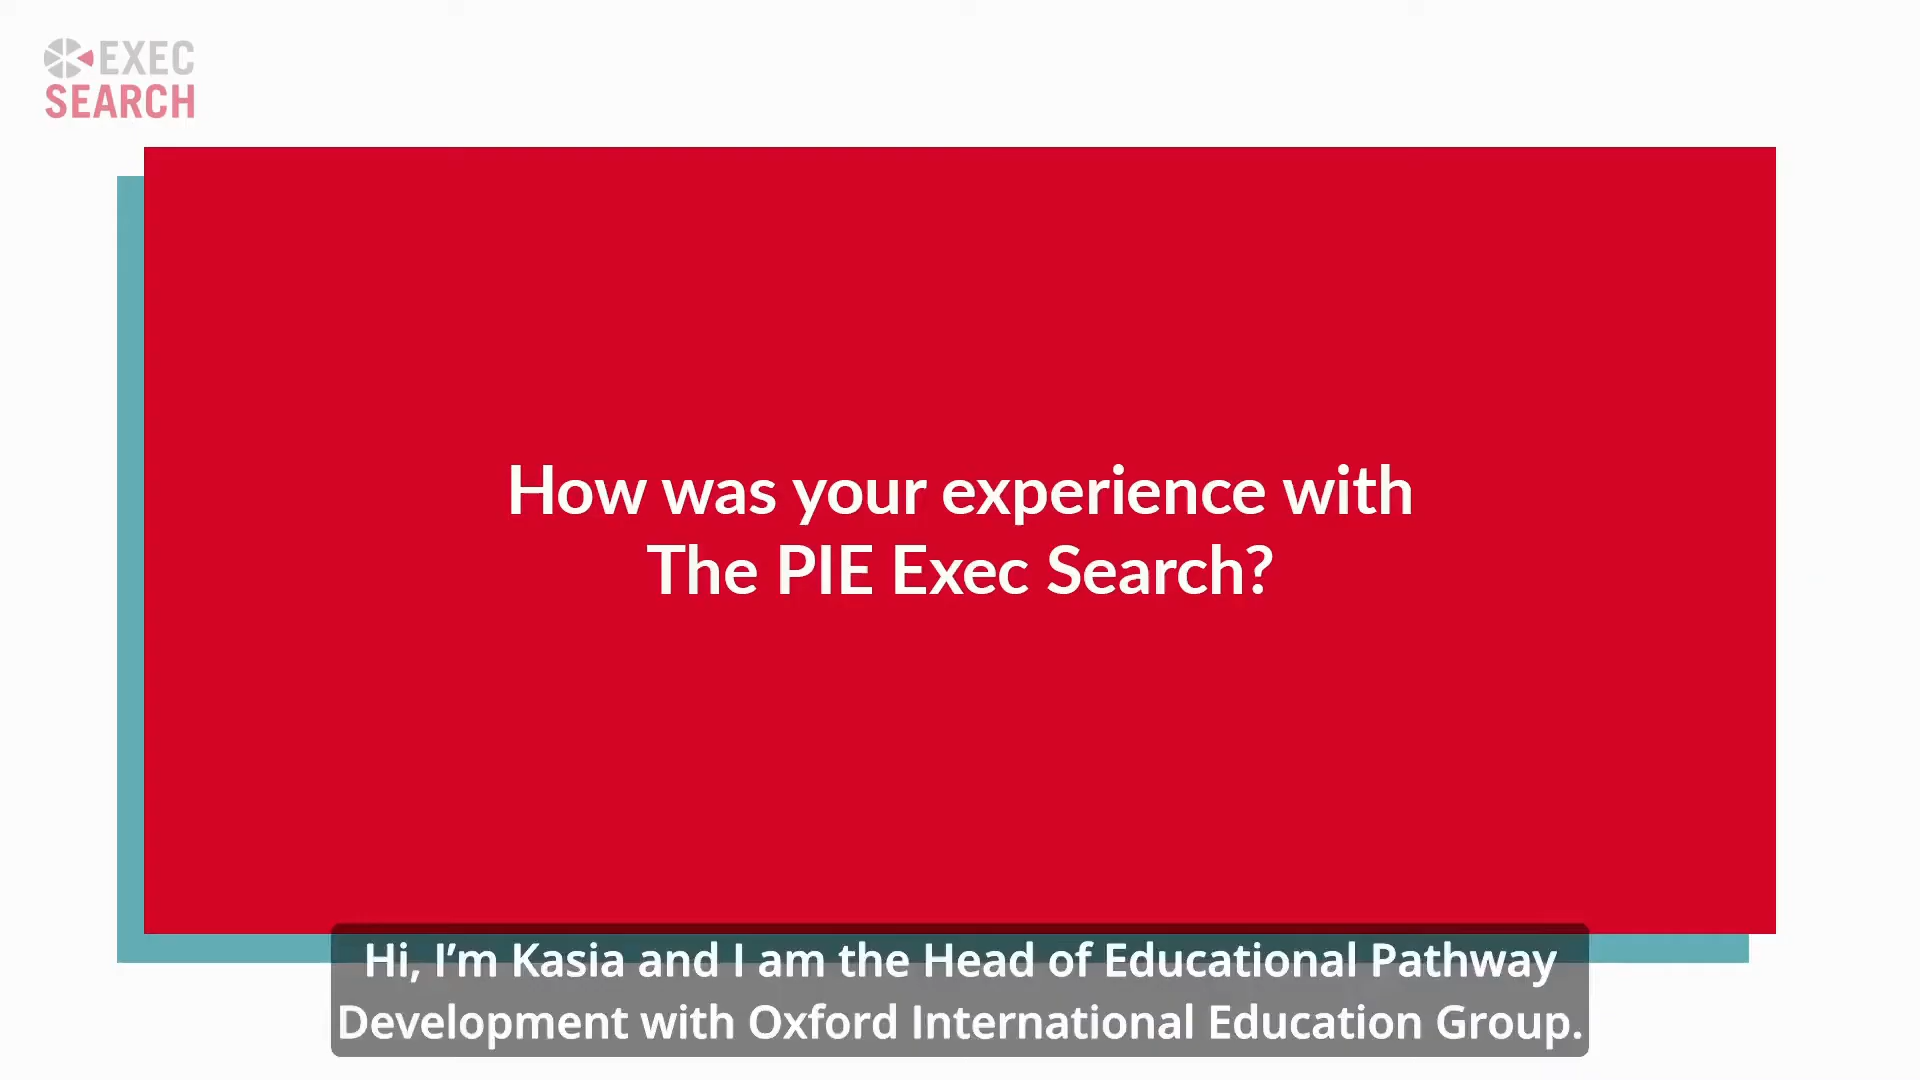 EXEC
SEARCH
How was your experience with
The PIE Exec Search?
Hi, I’m Kasia and I am the Head of Educational Pathway
Development with Oxford International Education Group.